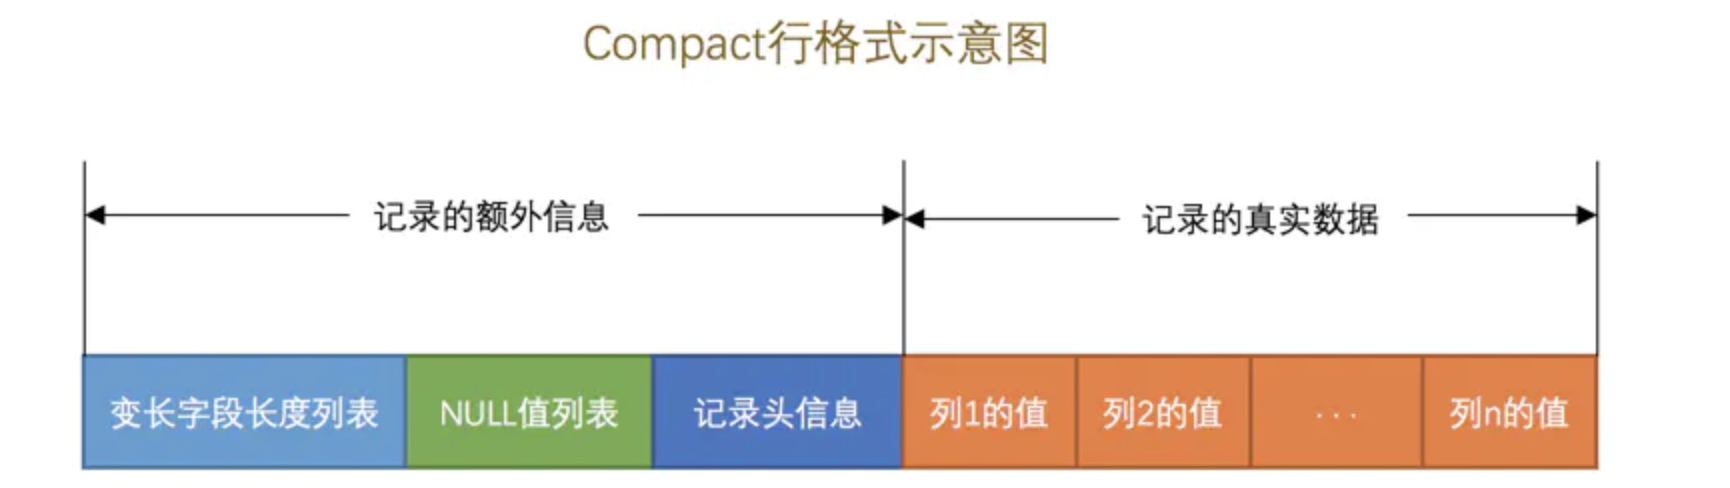 Compact行格式示意图
记录的额外信息 记录的真实数据
变长字段长度列表 NULL值列表 记录头信息 列1的值 列2的值 ... 列n的值